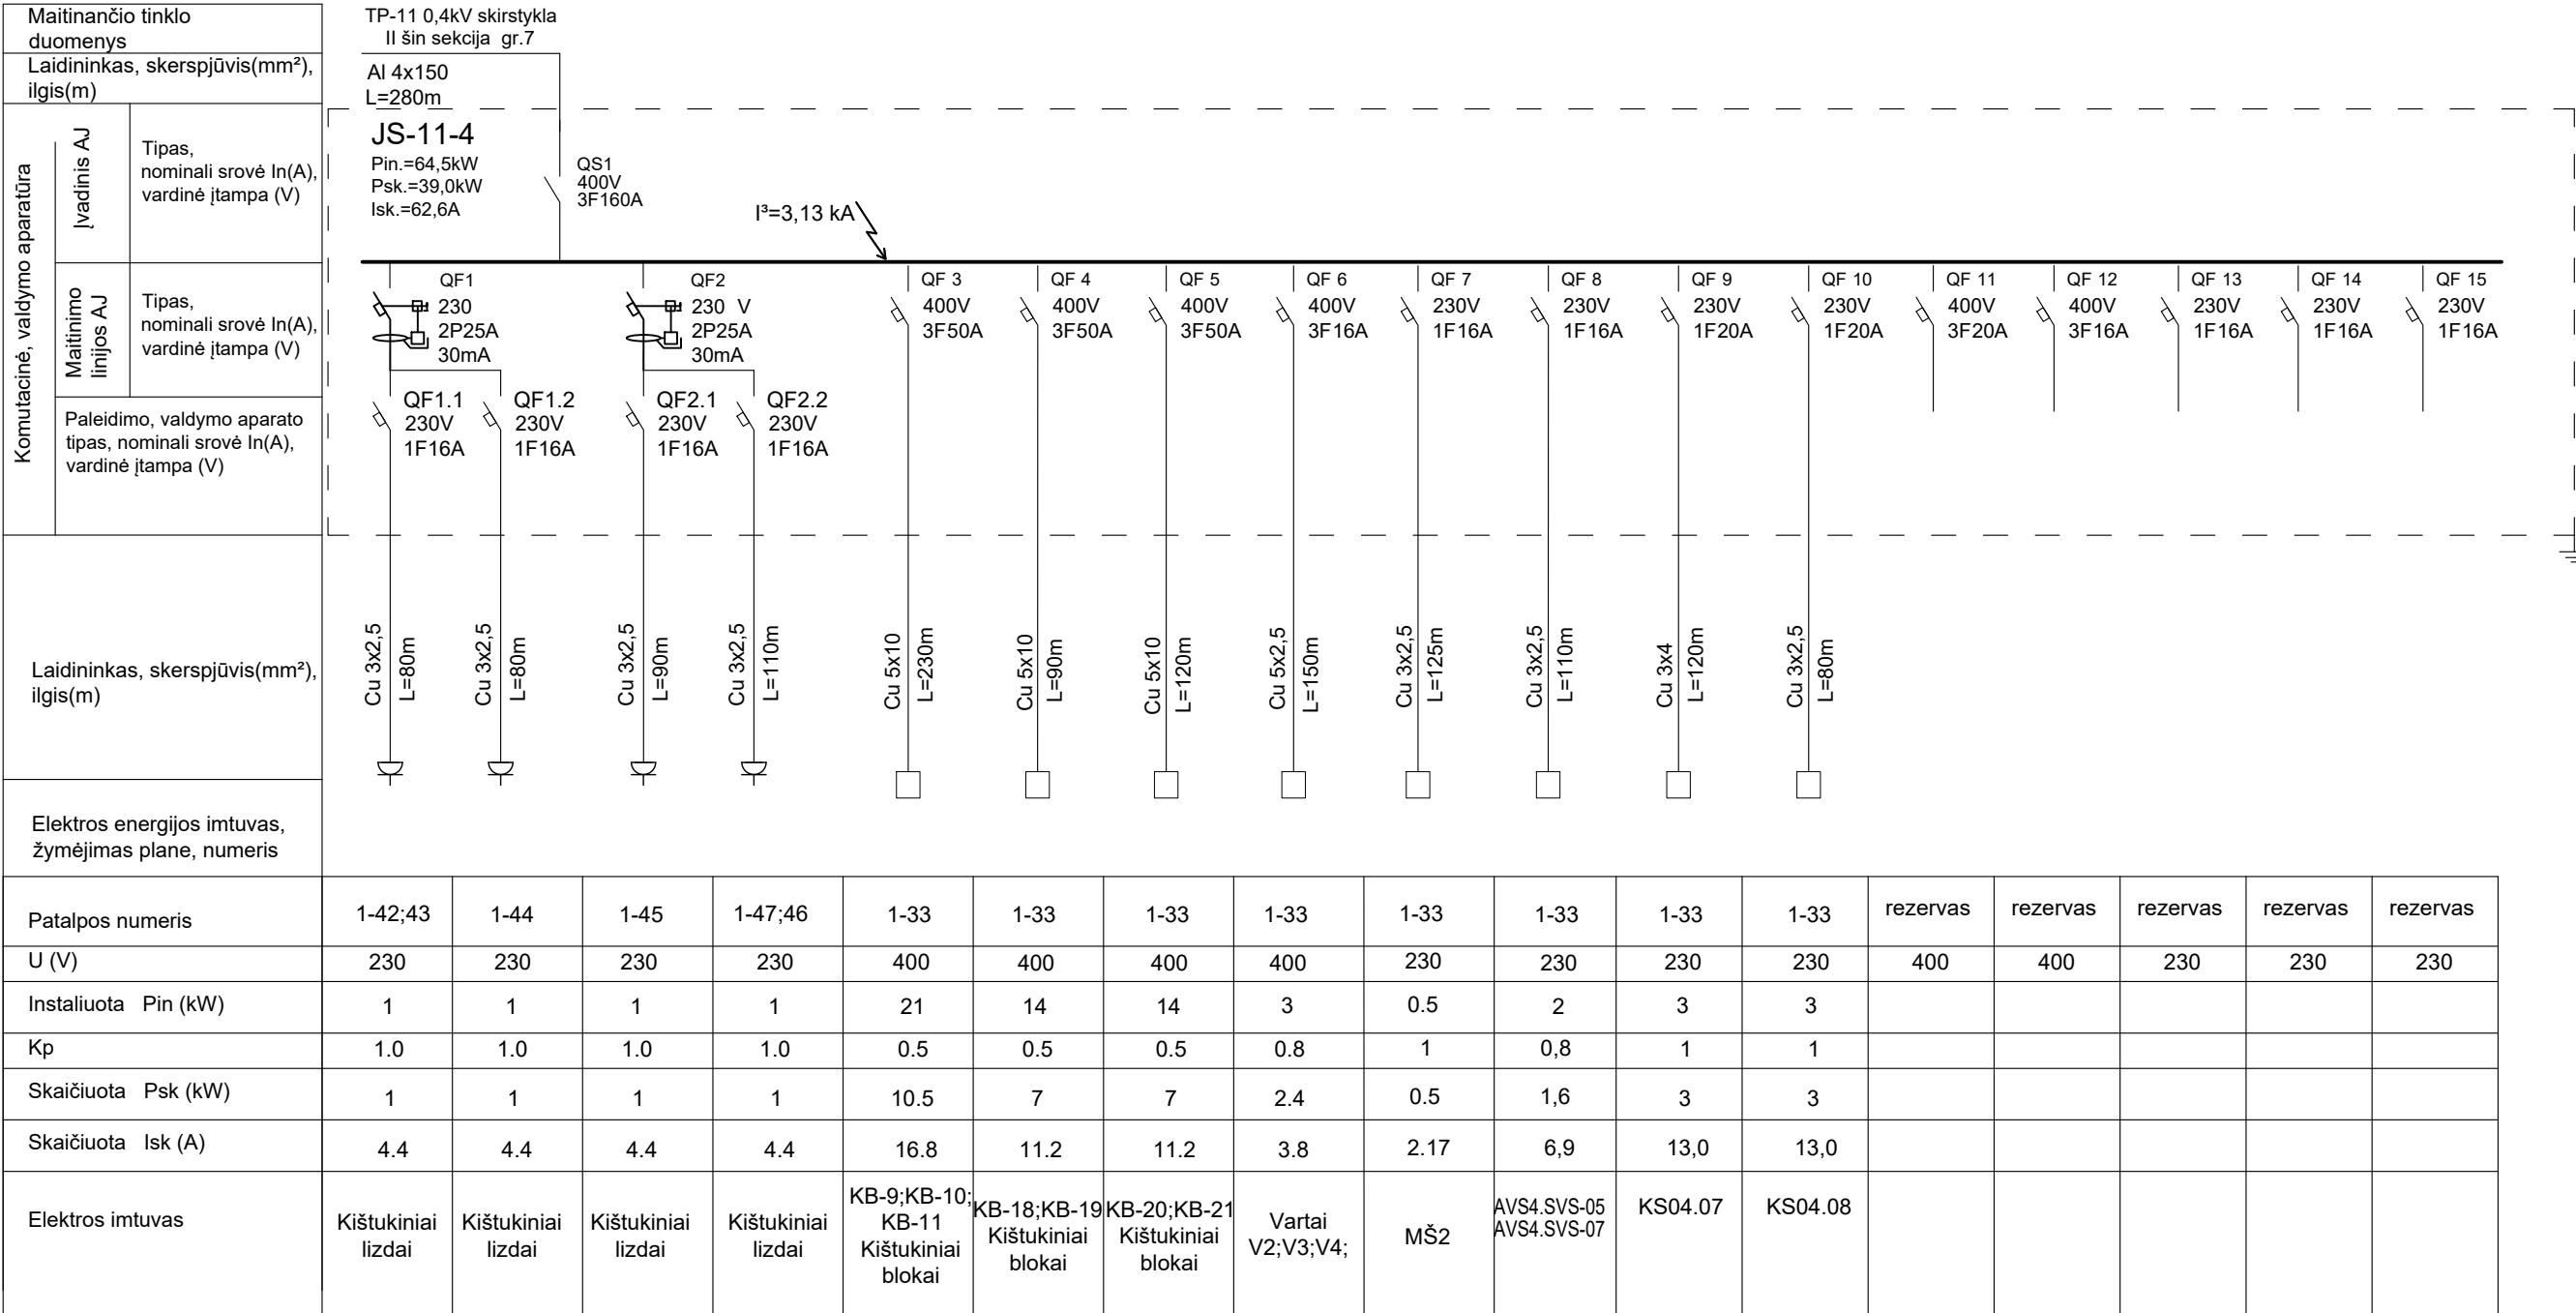 Maitinančio tinklo
duomenys
TP-11 0,4kV skirstykla
II šin sekcija gr.7
Laidininkas, skerspjūvis(mm²),
ilgis(m)
Al 4x150
L=280m
Komutacinė, valdymo aparatūra
Įvadinis AJ
Tipas,
nominali srovė In(A),
vardinė įtampa (V)
JS-11-4
Pin.=64,5kW
Psk.=39,0kW
Isk.=62,6A
QS1
400V
3F160A
I³=3,13 kA
Maitinimo
linijos AJ
Tipas,
nominali srovė In(A),
vardinė įtampa (V)
QF1
230
2P25A
30mA
QF2
230 V
2P25A
30mA
QF 3
400V
3F50A
QF 4
400V
3F50A
QF 5
400V
3F50A
QF 6
400V
3F16A
QF 7
230V
1F16A
QF 8
230V
1F16A
QF 9
230V
1F20A
QF 10
230V
1F20A
QF 11
400V
3F20A
QF 12
400V
3F16A
QF 13
230V
1F16A
QF 14
230V
1F16A
QF 15
230V
1F16A
Paleidimo, valdymo aparato
tipas, nominali srovė In(A),
vardinė įtampa (V)
QF1.1
230V
1F16A
QF1.2
230V
1F16A
QF2.1
230V
1F16A
QF2.2
230V
1F16A
Laidininkas, skerspjūvis(mm²),
ilgis(m)
Cu 3x2,5
L=80m
Cu 3x2,5
L=80m
Cu 3x2,5
L=90m
Cu 3x2,5
L=110m
Cu 5x10
L=230m
Cu 5x10
L=90m
Cu 5x10
L=120m
Cu 5x2,5
L=150m
Cu 3x2,5
L=125m
Cu 3x2,5
L=110m
Cu 3x4
L=120m
Cu 3x2,5
L=80m
Elektros energijos imtuvas,
žymėjimas plane, numeris
Patalpos numeris 1-42;43 1-44 1-45 1-47;46 1-33 1-33 1-33 1-33 1-33 1-33 1-33 1-33 rezervas rezervas rezervas rezervas rezervas
U (V) 230 230 230 230 400 400 400 400 230 230 230 230 400 400 230 230 230
Instaliuota Pin (kW) 1 1 1 1 21 14 14 3 0.5 2 3 3
Kp 1.0 1.0 1.0 1.0 0.5 0.5 0.5 0.8 1 0,8 1 1
Skaičiuota Psk (kW) 1 1 1 1 10.5 7 7 2.4 0.5 1,6 3 3
Skaičiuota Isk (A) 4.4 4.4 4.4 4.4 16.8 11.2 11.2 3.8 2.17 6,9 13,0 13,0
Elektros imtuvas
Kištukiniai
lizdai
Kištukiniai
lizdai
Kištukiniai
lizdai
Kištukiniai
lizdai
KB-9;KB-10;
KB-11
Kištukiniai
blokai
KB-18;KB-19
Kištukiniai
blokai
KB-20;KB-21
Kištukiniai
blokai
Vartai
V2;V3;V4;
MŠ2
AVS4.SVS-05
AVS4.SVS-07
KS04.07
KS04.08